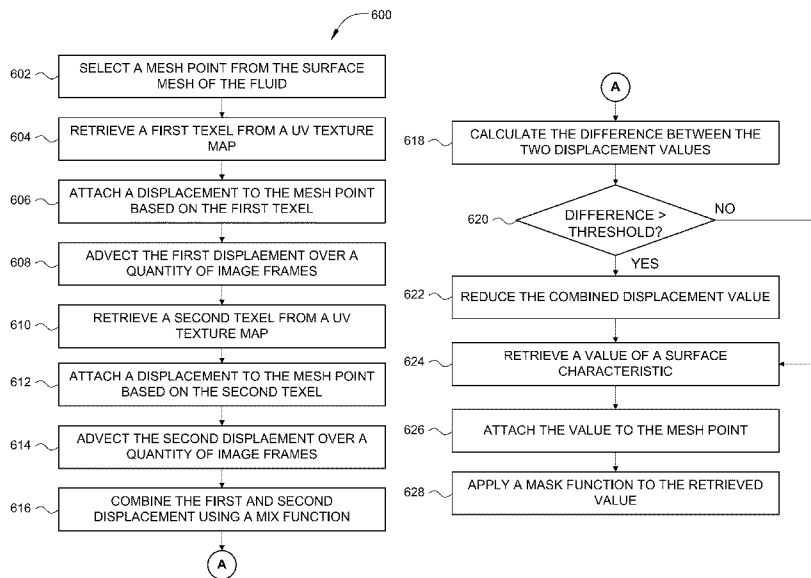 600
602
SELECT A MESH POINT FROM THE SURFACE
MESH OF THE FLUID
604
RETRIEVE A FIRST TEXEL FROM A UV TEXTURE
MAP
606
ATTACH A DISPLACEMENT TO THE MESH POINT
BASED ON THE FIRST TEXEL
608
ADVECT THE FIRST DISPLAEMENT OVER A
QUANTITY OF IMAGE FRAMES
610
RETRIEVE A SECOND TEXEL FROM A UV
TEXTURE MAP
612
ATTACH A DISPLACEMENT TO THE MESH POINT
BASED ON THE SECOND TEXEL
614
ADVECT THE SECOND DISPLAEMENT OVER A
QUANTITY OF IMAGE FRAMES
616
COMBINE THE FIRST AND SECOND
DISPLACEMENT USING A MIX FUNCTION
A
A
618
CALCULATE THE DIFFERENCE BETWEEN THE
TWO DISPLACEMENT VALUES
620
DIFFERENCE >
THRESHOLD?
NO
YES
622
REDUCE THE COMBINED DISPLACEMENT VALUE
624
RETRIEVE A VALUE OF A SURFACE
CHARACTERISTIC
626
ATTACH THE VALUE TO THE MESH POINT
628
APPLY A MASK FUNCTION TO THE RETRIEVED
VALUE